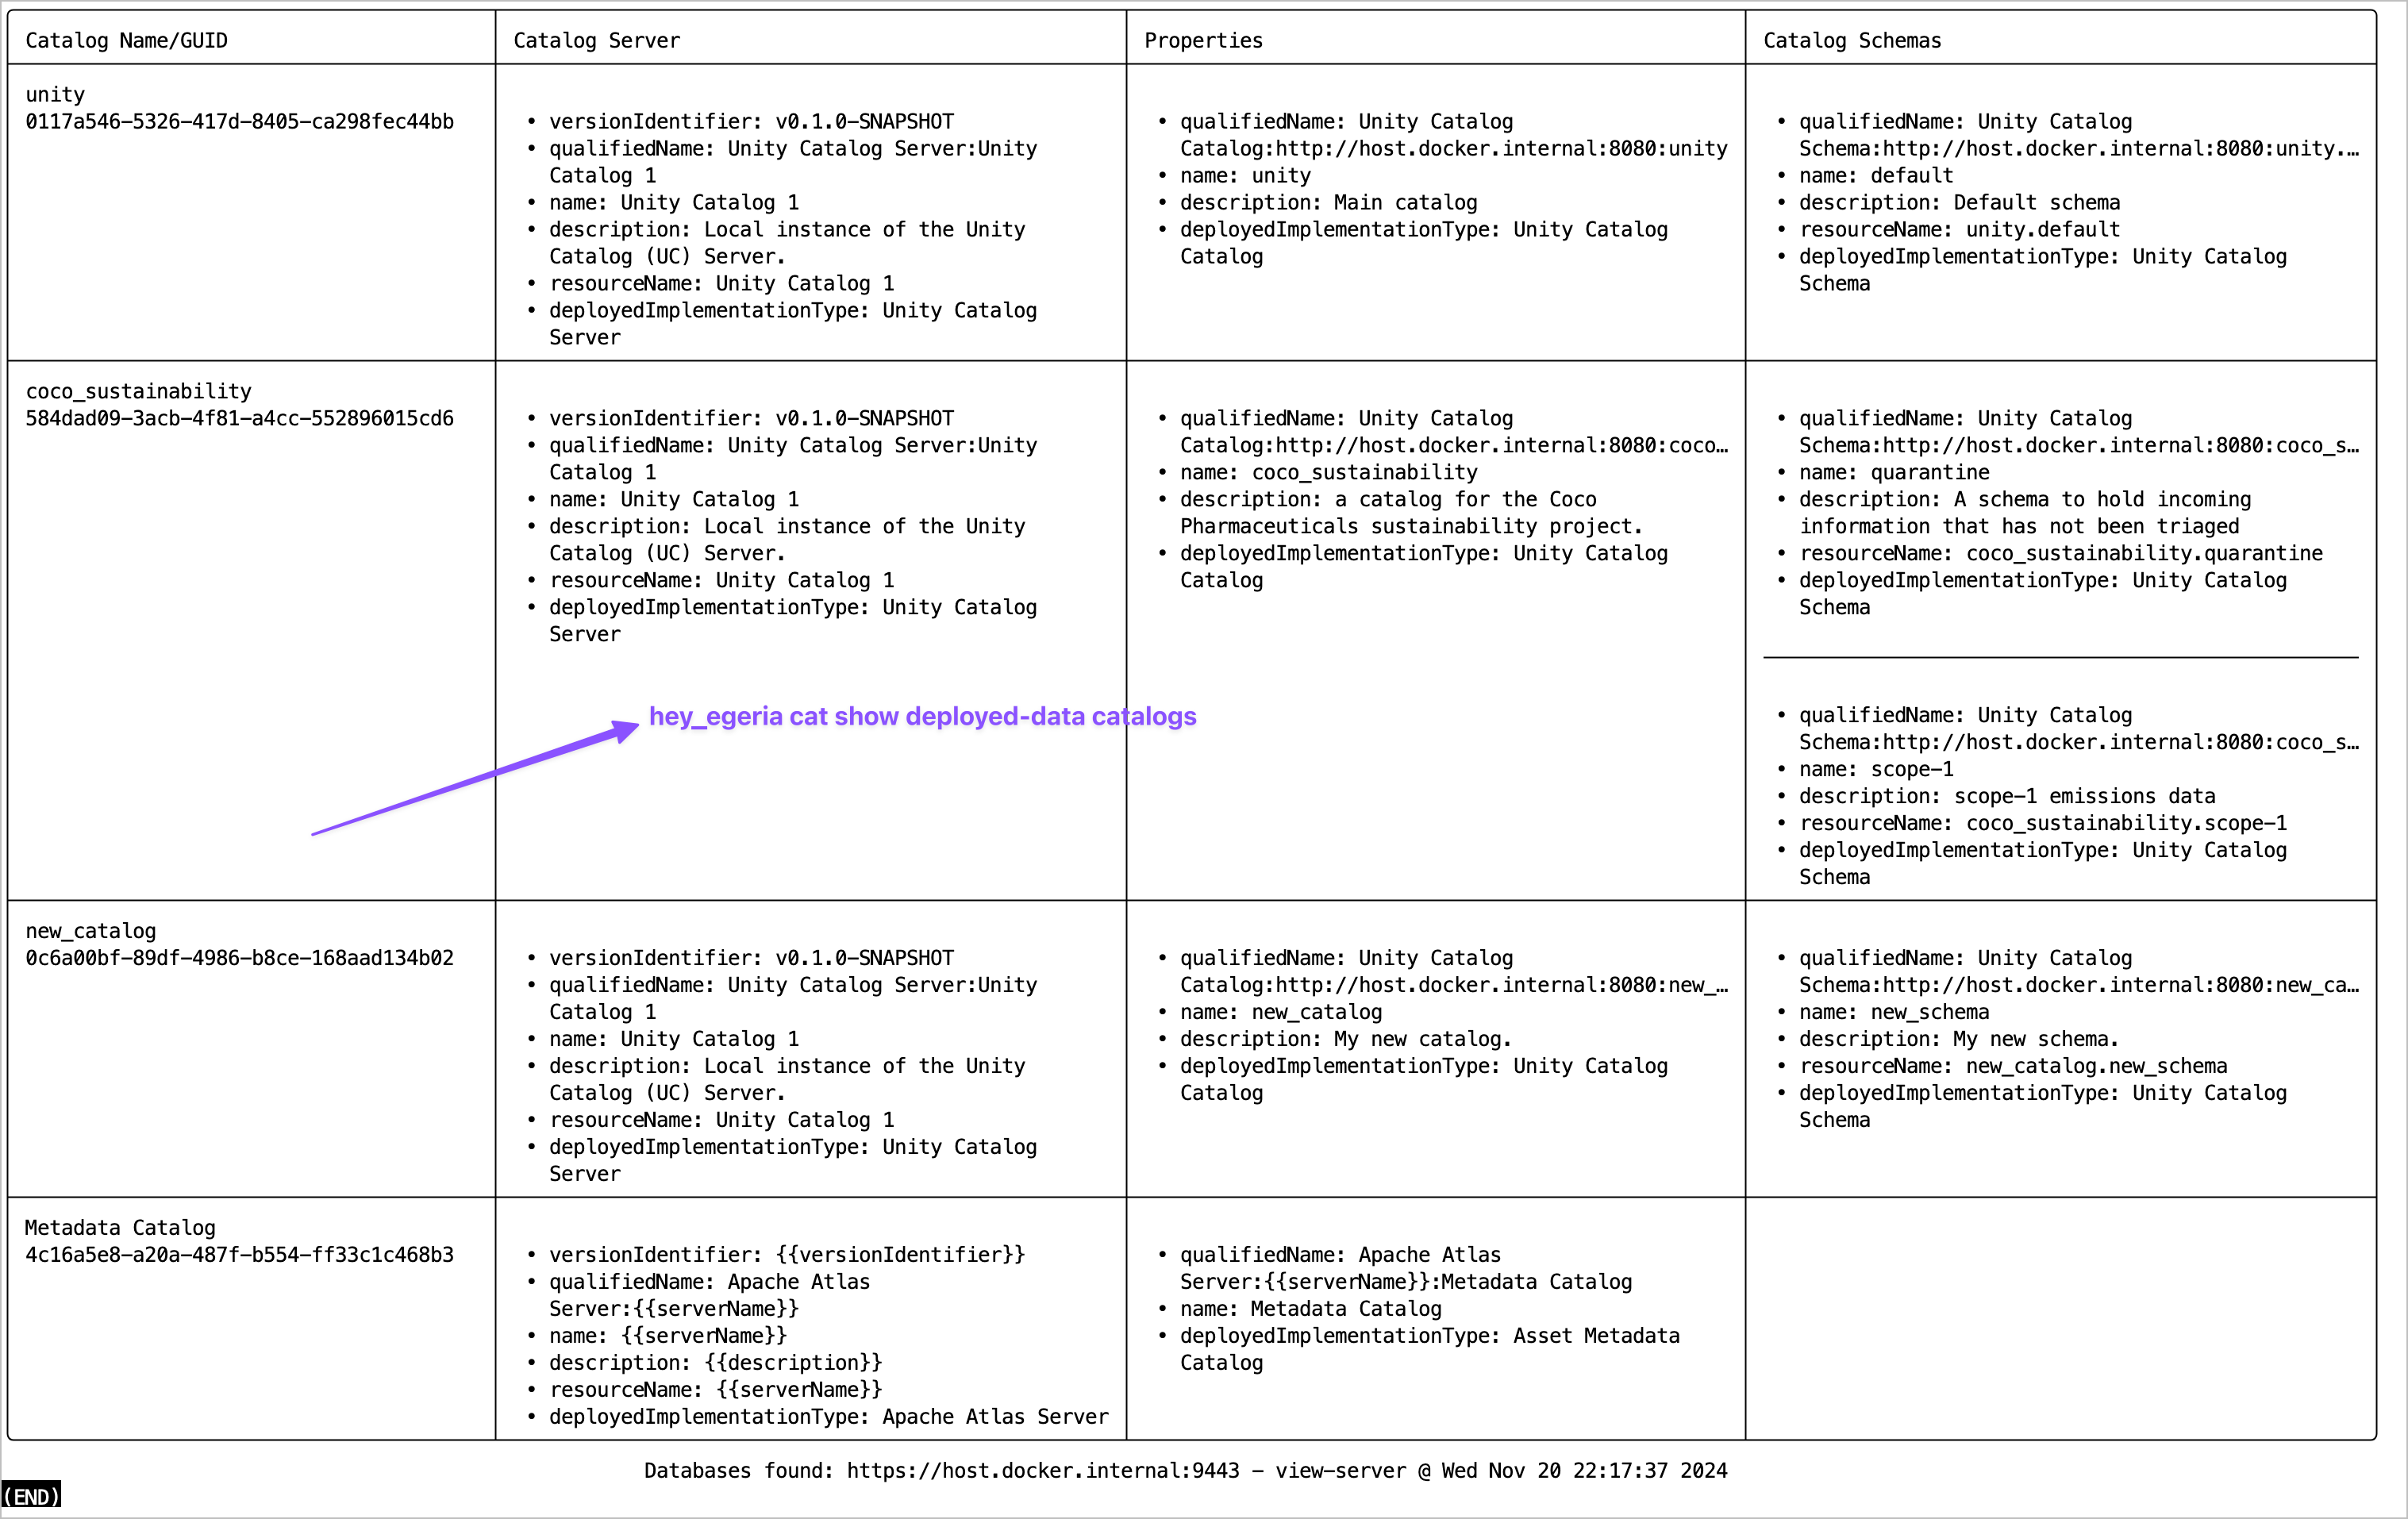 Catalog Name/GUID
Catalog Server
Properties
Catalog Schemas
unity
0117a546-5326-417d-8405-ca298fec44bb
• versionIdentifier: v0.1.0-SNAPSHOT
• qualifiedName: Unity Catalog Server:Unity
Catalog 1
• name: Unity Catalog 1
• description: Local instance of the Unity
Catalog (UC) Server.
• resourceName: Unity Catalog 1
• deployedImplementationType: Unity Catalog
Server
• qualifiedName: Unity Catalog
Catalog:http://host.docker.internal:8080:unity
• name: unity
• description: Main catalog
• deployedImplementationType: Unity Catalog
Catalog
• qualifiedName: Unity Catalog
Schema:http://host.docker.internal:8080:unity.…
• name: default
• description: Default schema
• resourceName: unity.default
• deployedImplementationType: Unity Catalog
Schema
coco_sustainability
584dad09-3acb-4f81-a4cc-552896015cd6
• versionIdentifier: v0.1.0-SNAPSHOT
• qualifiedName: Unity Catalog Server:Unity
Catalog 1
• name: Unity Catalog 1
• description: Local instance of the Unity
Catalog (UC) Server.
• resourceName: Unity Catalog 1
• deployedImplementationType: Unity Catalog
Server
• qualifiedName: Unity Catalog
Catalog:http://host.docker.internal:8080:coco…
• name: coco_sustainability
• description: a catalog for the Coco
Pharmaceuticals sustainability project.
• deployedImplementationType: Unity Catalog
Catalog
• qualifiedName: Unity Catalog
Schema:http://host.docker.internal:8080:coco_s…
• name: quarantine
• description: A schema to hold incoming
information that has not been triaged
• resourceName: coco_sustainability.quarantine
• deployedImplementationType: Unity Catalog
Schema
hey_egeria cat show deployed-data catalogs
• qualifiedName: Unity Catalog
Schema:http://host.docker.internal:8080:coco_s…
• name: scope-1
• description: scope-1 emissions data
• resourceName: coco_sustainability.scope-1
• deployedImplementationType: Unity Catalog
Schema
new_catalog
0c6a00bf-89df-4986-b8ce-168aad134b02
• versionIdentifier: v0.1.0-SNAPSHOT
• qualifiedName: Unity Catalog Server:Unity
Catalog 1
• name: Unity Catalog 1
• description: Local instance of the Unity
Catalog (UC) Server.
• resourceName: Unity Catalog 1
• deployedImplementationType: Unity Catalog
Server
• qualifiedName: Unity Catalog
Catalog:http://host.docker.internal:8080:new_…
• name: new_catalog
• description: My new catalog.
• deployedImplementationType: Unity Catalog
Catalog
• qualifiedName: Unity Catalog
Schema:http://host.docker.internal:8080:new_ca…
• name: new_schema
• description: My new schema.
• resourceName: new_catalog.new_schema
• deployedImplementationType: Unity Catalog
Schema
Metadata Catalog
4c16a5e8-a20a-487f-b554-ff33c1c468b3
• versionIdentifier: {{versionIdentifier}}
• qualifiedName: Apache Atlas
Server:{{serverName}}
• name: {{serverName}}
• description: {{description}}
• resourceName: {{serverName}}
• deployedImplementationType: Apache Atlas Server
• qualifiedName: Apache Atlas
Server:{{serverName}}:Metadata Catalog
• name: Metadata Catalog
• deployedImplementationType: Asset Metadata
Catalog
Databases found: https://host.docker.internal:9443 - view-server @ Wed Nov 20 22:17:37 2024
(END)